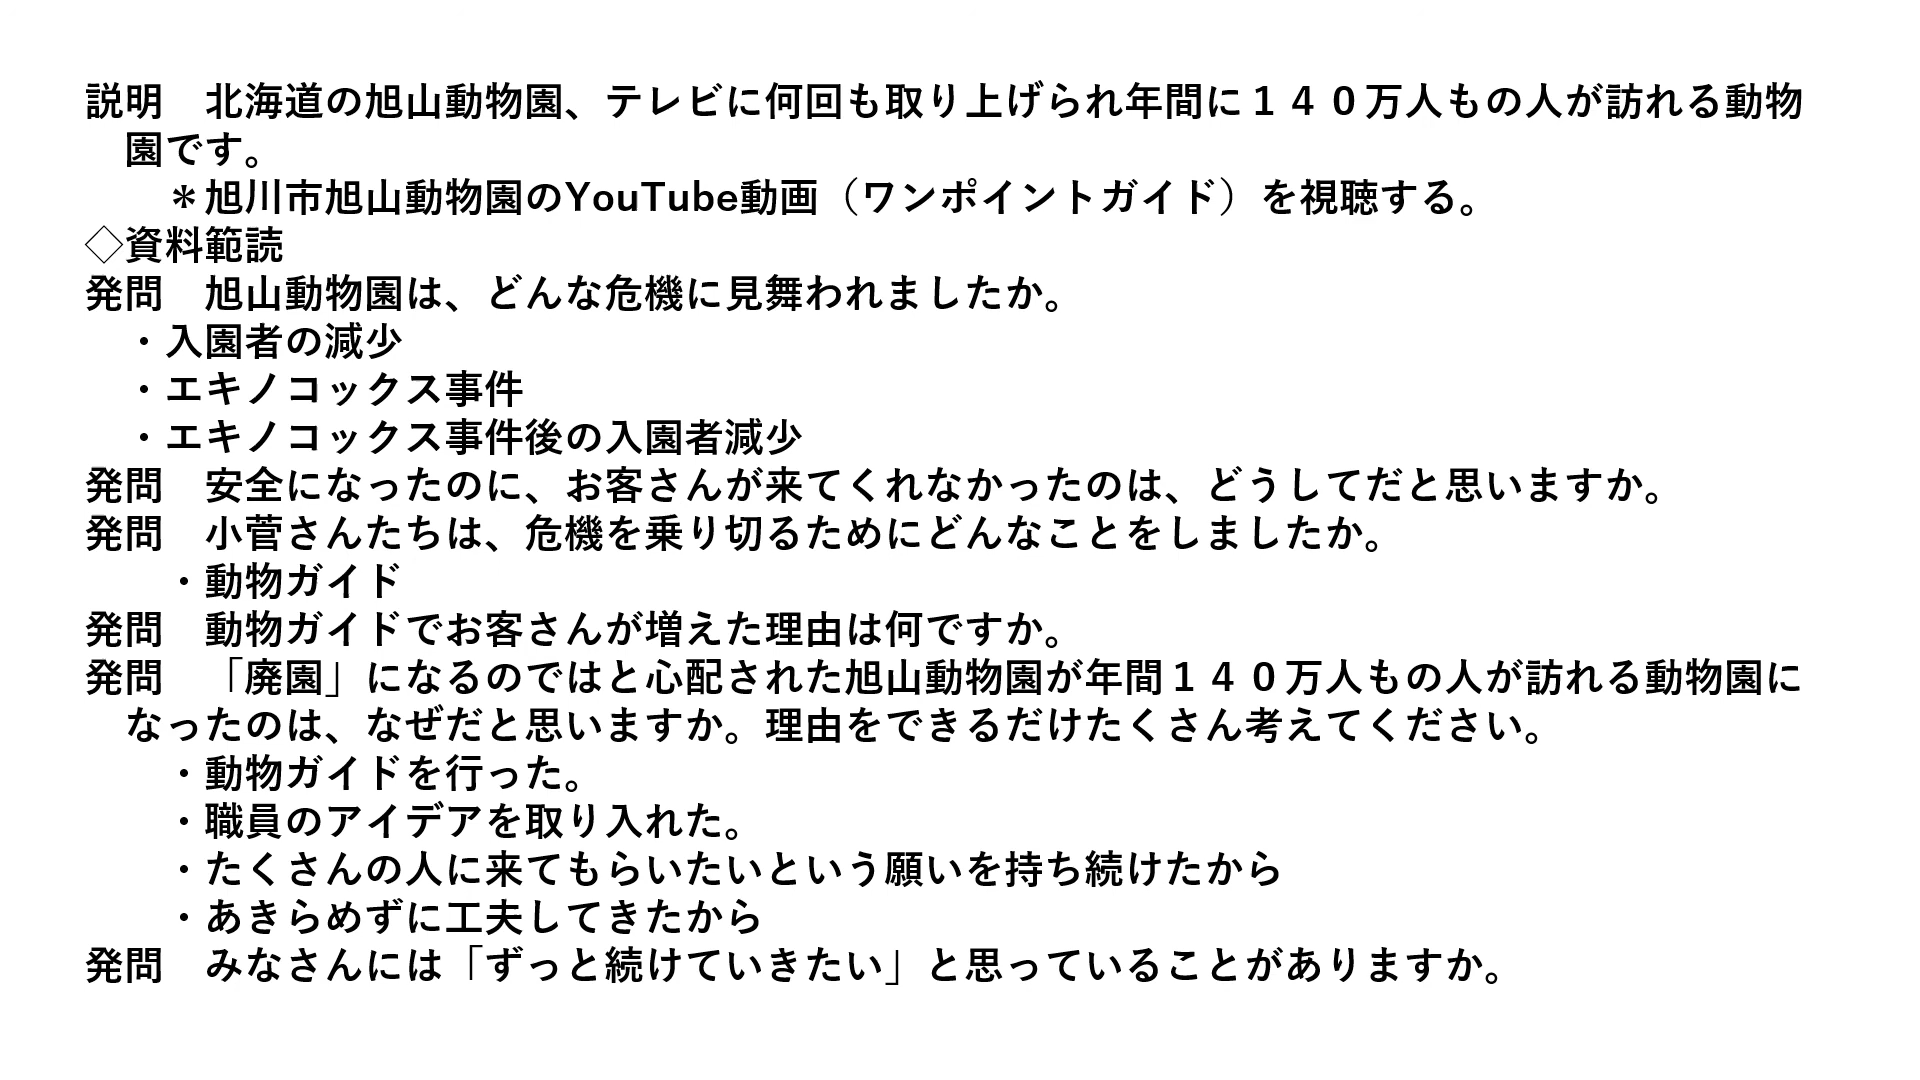 説明　北海道の旭山動物園、テレビに何回も取り上げられ年間に１４０万人もの人が訪れる動物
園です。
＊旭川市旭山動物園のYouTube動画（ワンポイントガイド）を視聴する。
◇資料範読
発問　旭山動物園は、どんな危機に見舞われましたか。
・入園者の減少
・エキノコックス事件
・エキノコックス事件後の入園者減少
発問　安全になったのに、お客さんが来てくれなかったのは、どうしてだと思いますか。
発問　小菅さんたちは、危機を乗り切るためにどんなことをしましたか。
・動物ガイド
発問　動物ガイドでお客さんが増えた理由は何ですか。
発問　「廃園」になるのではと心配された旭山動物園が年間１４０万人もの人が訪れる動物園に
なったのは、なぜだと思いますか。理由をできるだけたくさん考えてください。
・動物ガイドを行った。
・職員のアイデアを取り入れた。
・たくさんの人に来てもらいたいという願いを持ち続けたから
・あきらめずに工夫してきたから
発問　みなさんには「ずっと続けていきたい」と思っていることがありますか。